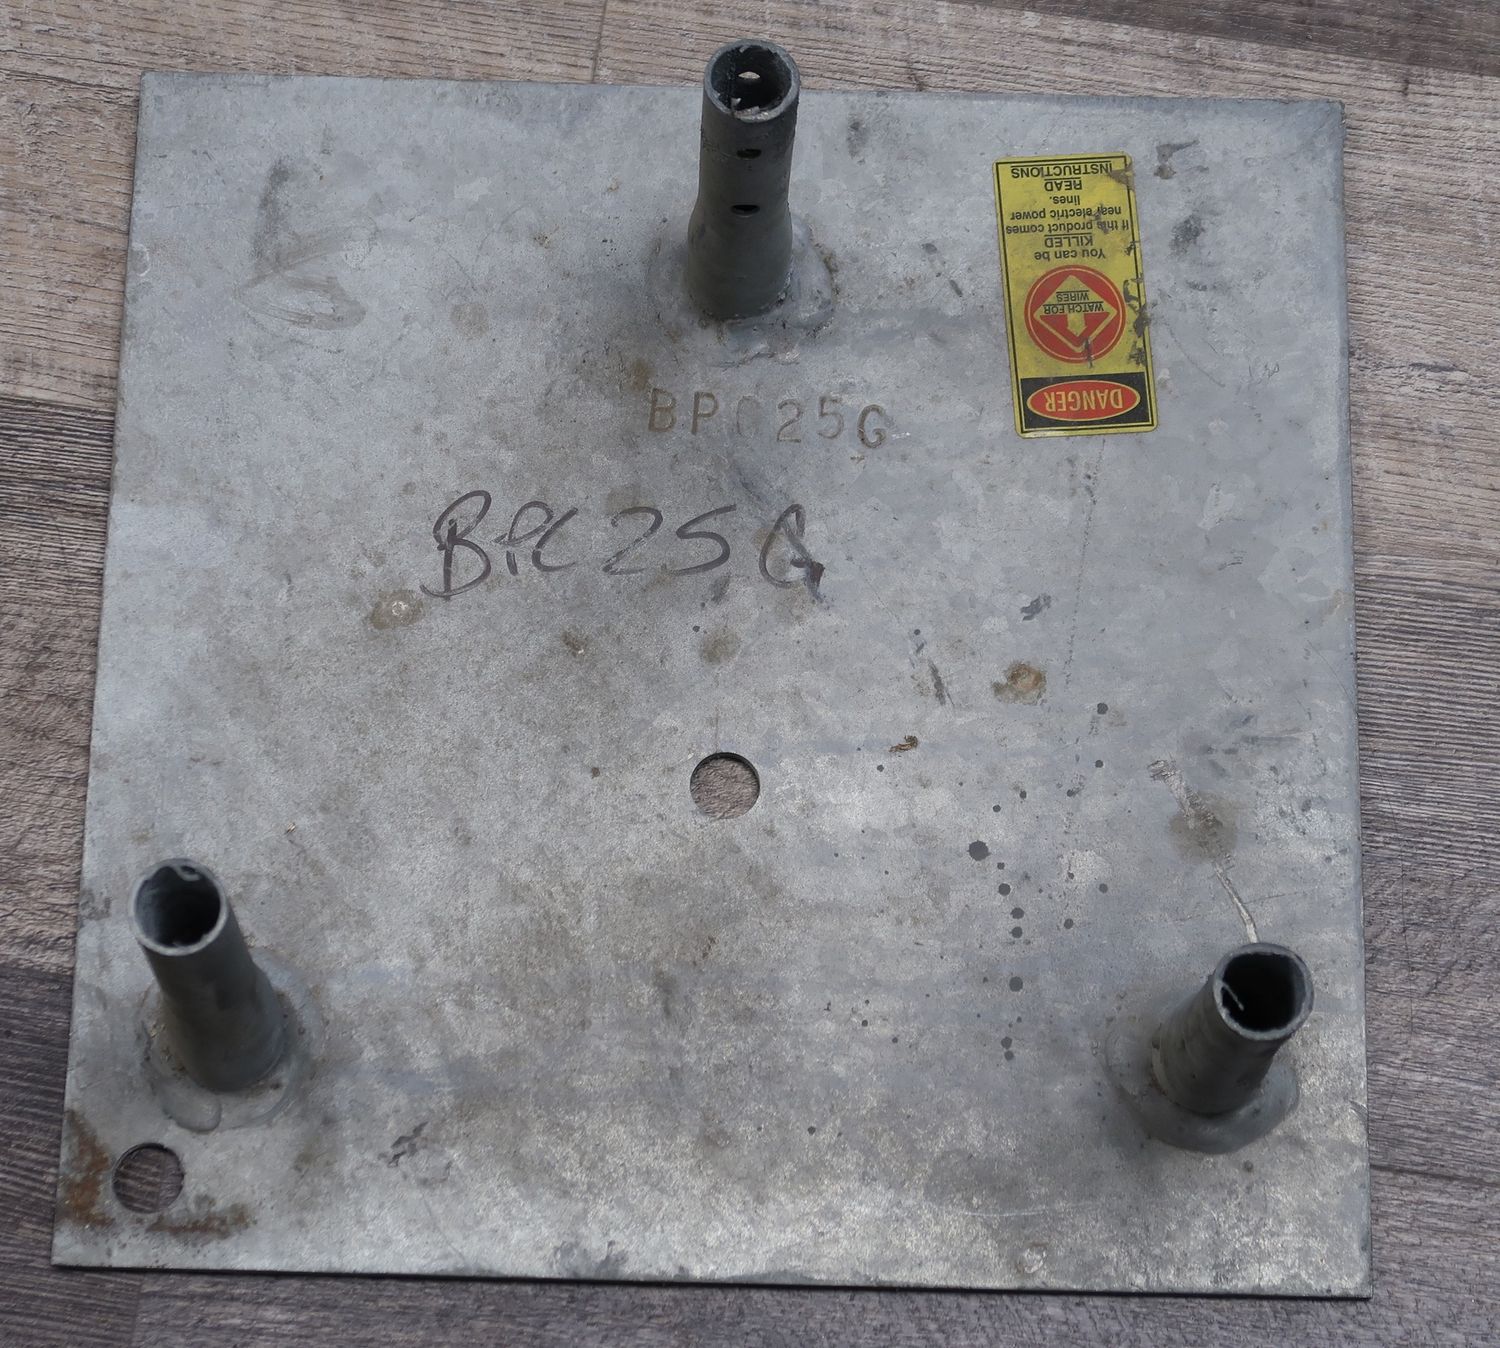 BPC25G
BPC25G
DANGER
WATCH FOR
WIRES
You can be
KILLED
if this product comes
near electric power
lines.
READ
INSTRUCTIONS